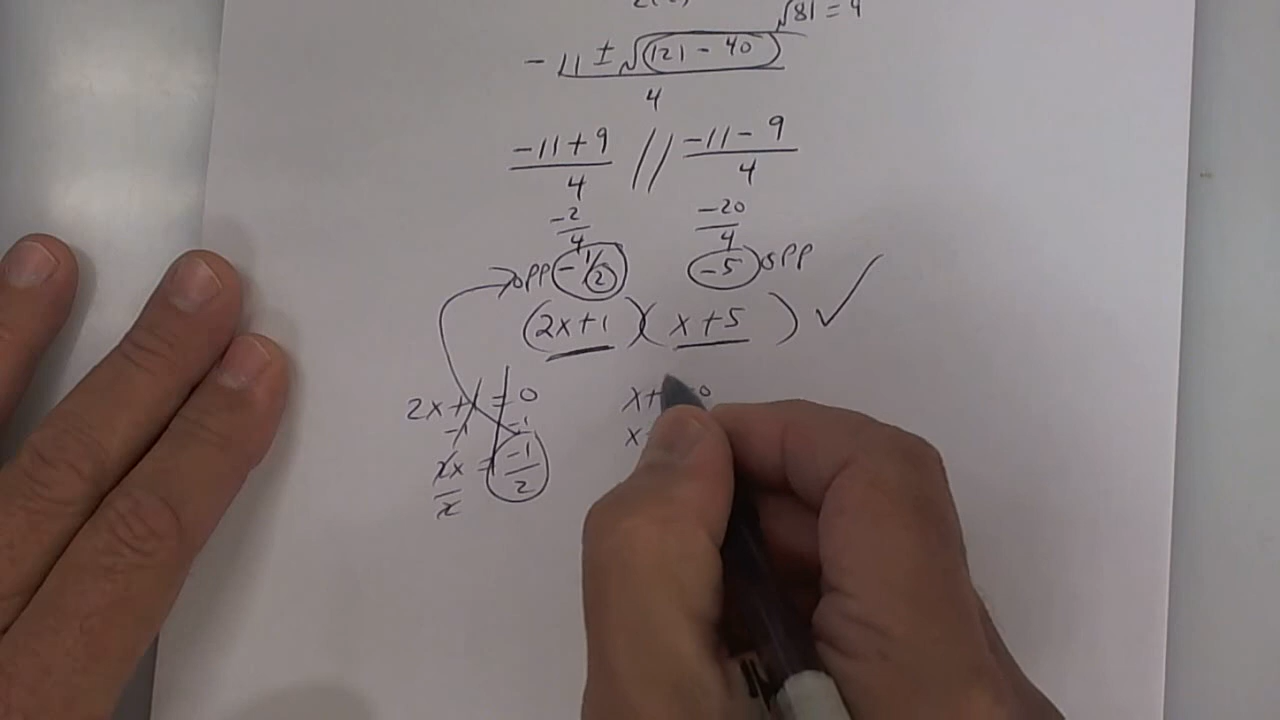 √81 = 9
-11 ± √(121 - 40)
4
-11 + 9 // -11 - 9
4 4
-2 -20
4 4
opp -1/2 -5 opp
(2x+1)(x+5) ✓
2x+1 = 0 x+
-1 -1 x
2x = -1
2 2